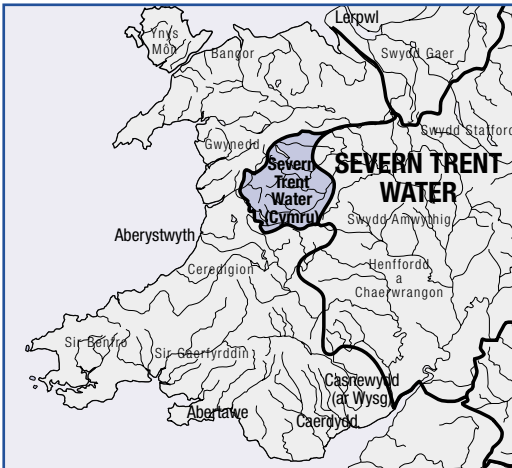 Lerpwl
Ynys
Môn
Bangor
Swydd Gaer
Swydd Stafford
Gwynedd
Severn
Trent
Water
(Cymru)
SEVERN TRENT
WATER
Swydd Amwythig
Aberystwyth
Ceredigion
Henffordd
a
Chaerwrangon
Sir Benfro
Sir Gaerfyrddin
Casnewydd
(ar Wysg)
Abertawe
Caerdydd